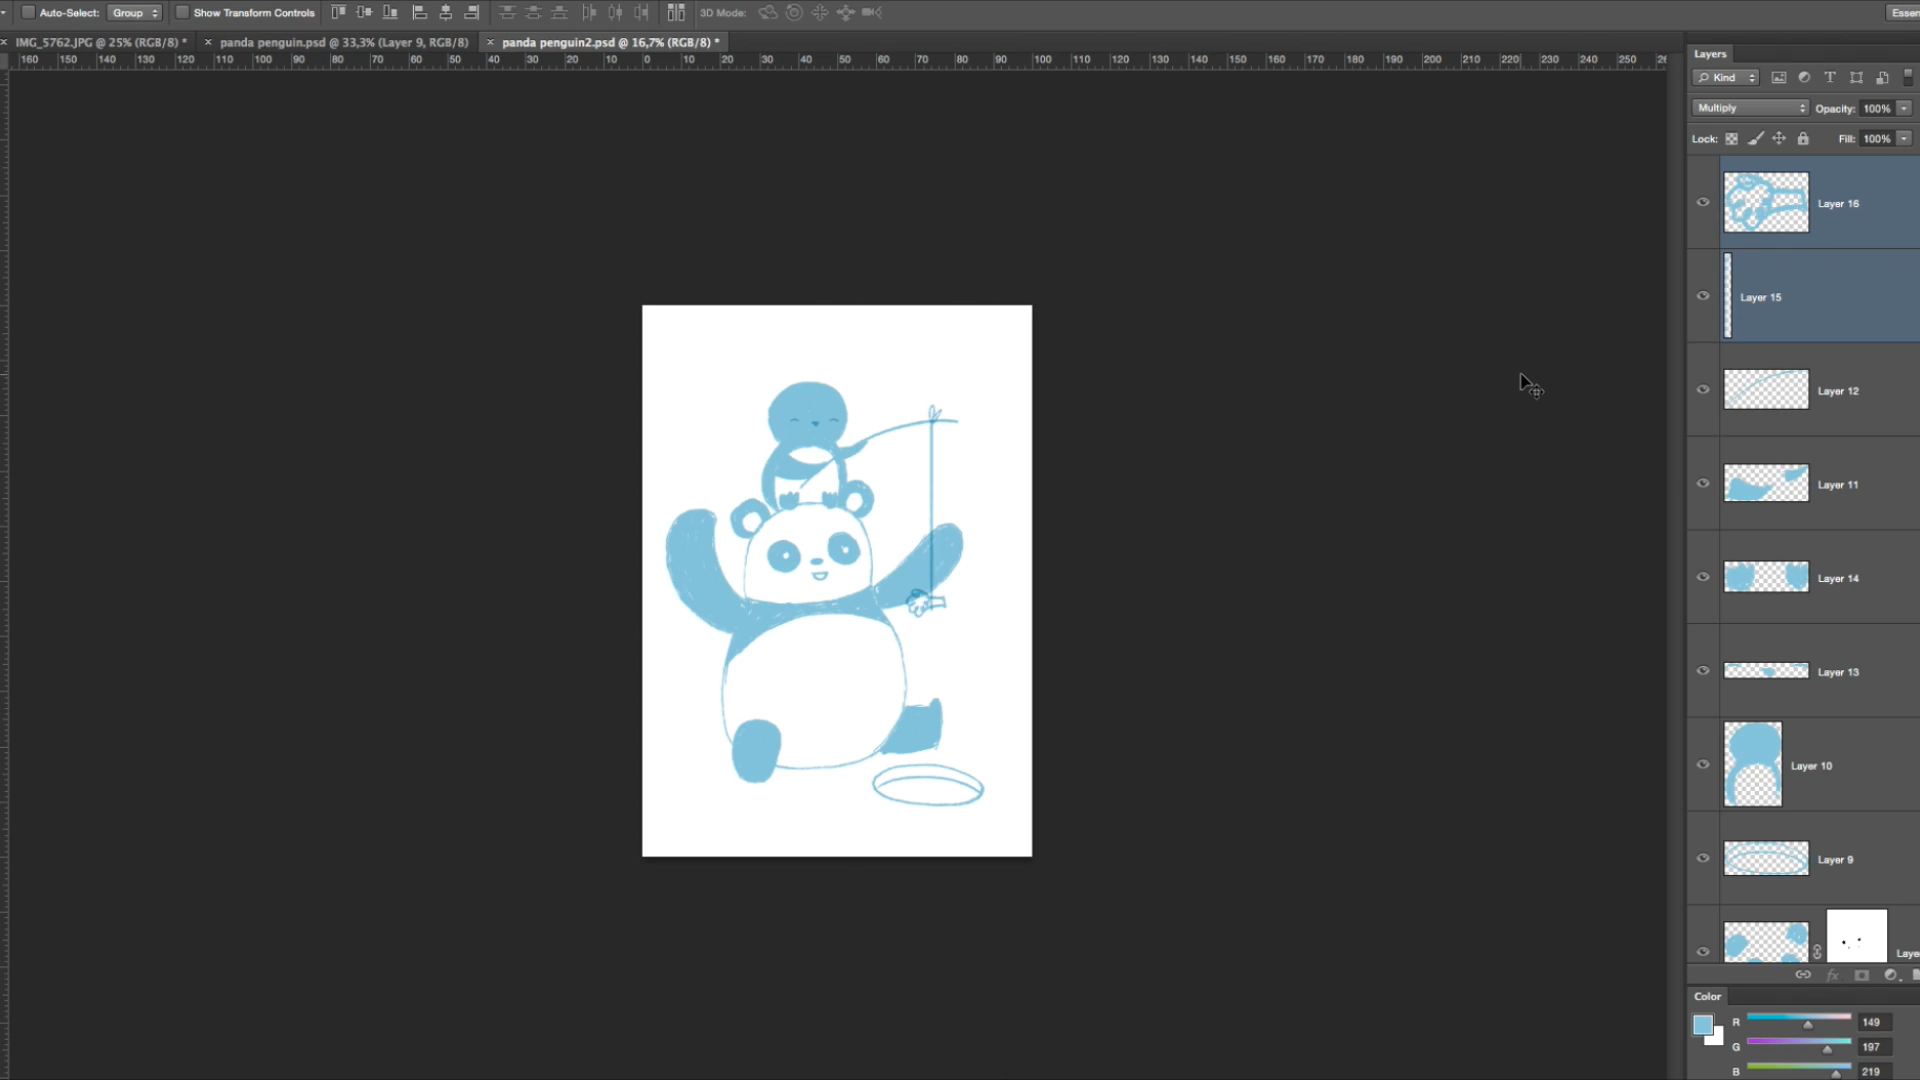 Auto-Select: Group Show Transform Controls 3D Mode:
IMG_5762.JPG @ 25% (RGB/8) * panda penguin.psd @ 33,3% (Layer 9, RGB/8) panda penguin2.psd @ 16,7% (RGB/8) *
160 150 140 130 120 110 100 90 80 70 60 50 40 30 20 10 0 10 20 30 40 50 60 70 80 90 100 110 120 130 140 150 160 170 180 190 200 210 220 230 240 250
Layers
Kind
Multiply Opacity: 100%
Lock: Fill: 100%
Layer 16
Layer 15
Layer 12
Layer 11
Layer 14
Layer 13
Layer 10
Layer 9
fx
Color
R 149
G 197
B 219